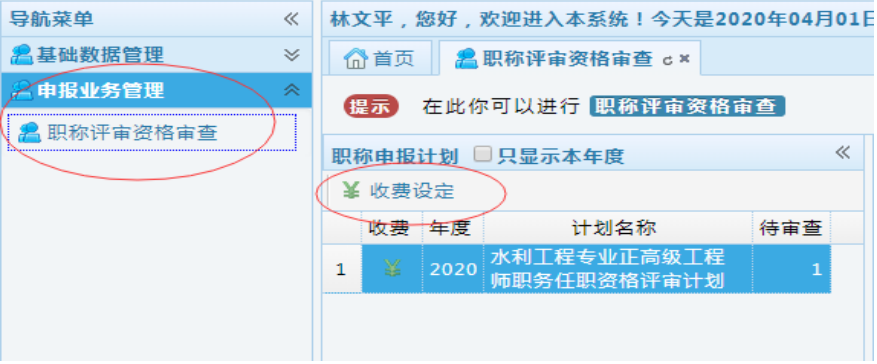 导航菜单
基础数据管理
申报业务管理
职称评审资格审查
林文平，您好，欢迎进入本系统！今天是2020年04月01日
首页
职称评审资格审查
提示 在此你可以进行 职称评审资格审查
职称申报计划 只显示本年度
¥ 收费设定
收费 年度 计划名称 待审查
1 ¥ 2020 水利工程专业正高级工程 1
师职务任职资格评审计划